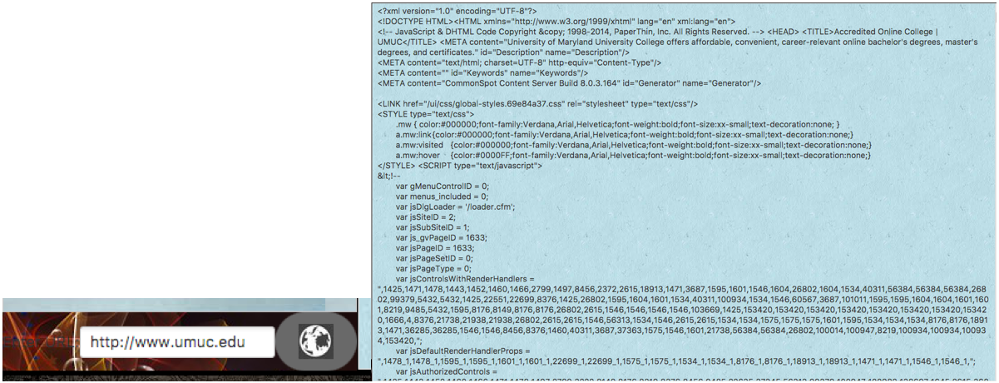 <?xml version="1.0" encoding="UTF-8"?>
<!DOCTYPE HTML><HTML xmlns="http://www.w3.org/1999/xhtml" lang="en" xml:lang="en">
<!-- JavaScript & DHTML Code Copyright &copy; 1998-2014, PaperThin, Inc. All Rights Reserved. --> <HEAD> <TITLE>Accredited Online College |
UMUC</TITLE> <META content="University of Maryland University College offers affordable, convenient, career-relevant online bachelor's degrees, master's
degrees, and certificates." id="Description" name="Description"/>
<META content="text/html; charset=UTF-8" http-equiv="Content-Type"/>
<META content="" id="Keywords" name="Keywords"/>
<META content="CommonSpot Content Server Build 8.0.3.164" id="Generator" name="Generator"/>
<LINK href="/ui/css/global-styles.69e84a37.css" rel="stylesheet" type="text/css"/>
<STYLE type="text/css">
.mw { color:#000000;font-family:Verdana,Arial,Helvetica;font-weight:bold;font-size:xx-small;text-decoration:none; }
a.mw:link{color:#000000;font-family:Verdana,Arial,Helvetica;font-weight:bold;font-size:xx-small;text-decoration:none;}
a.mw:visited {color:#000000;font-family:Verdana,Arial,Helvetica;font-weight:bold;font-size:xx-small;text-decoration:none;}
a.mw:hover {color:#0000FF;font-family:Verdana,Arial,Helvetica;font-weight:bold;font-size:xx-small;text-decoration:none;}
</STYLE> <SCRIPT type="text/javascript">
&lt;!--
var gMenuControlID = 0;
var menus_included = 0;
var jsDlgLoader = '/loader.cfm';
var jsSiteID = 2;
var jsSubSiteID = 1;
var js_gvPageID = 1633;
var jsPageID = 1633;
var jsPageSetID = 0;
var jsPageType = 0;
var jsControlsWithRenderHandlers =
",1425,1471,1478,1443,1452,1460,1466,2799,1497,8456,2372,2615,18913,1471,3687,1595,1601,1546,1604,26802,1604,1534,40311,56384,56384,56384,268
02,99379,5432,5432,1425,22551,22699,8376,1425,26802,1595,1604,1601,1534,40311,100934,1534,1546,60567,3687,101011,1595,1595,1604,1604,1601,160
1,8219,9485,5432,1595,8176,8149,8176,8176,26802,2615,1546,1546,1546,1546,103669,1425,153420,153420,153420,153420,153420,153420,153420,15342
0,1666,4,8376,21738,21938,21938,26802,2615,2615,1546,56313,1534,1546,2615,2615,1534,1534,1575,1575,1575,1601,1595,1534,1534,1534,8176,8176,1891
3,1471,36285,36285,1546,1546,8456,8376,1460,40311,3687,37363,1575,1546,1601,21738,56384,56384,26802,100014,100947,8219,100934,100934,10093
4,153420,";
var jsDefaultRenderHandlerProps =
",1478_1,1478_1,1595_1,1595_1,1601_1,1601_1,22699_1,22699_1,1575_1,1575_1,1534_1,1534_1,8176_1,8176_1,18913_1,18913_1,1471_1,1471_1,1546_1,1546_1,";
var jsAuthorizedControls =
http://www.umuc.edu